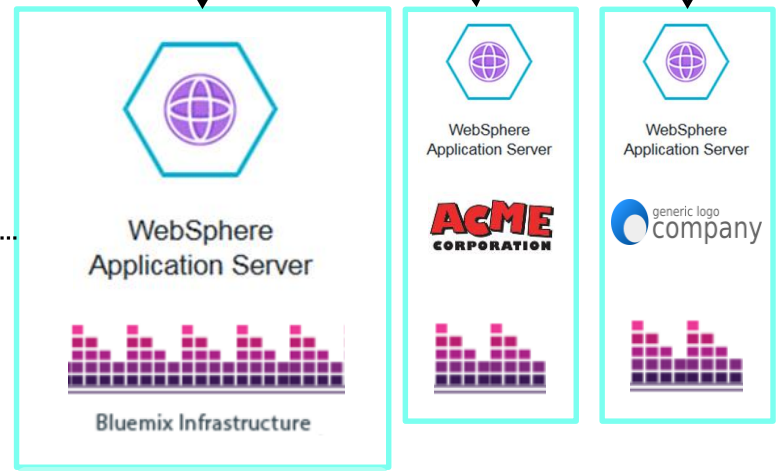 WebSphere
Application Server
Bluemix Infrastructure
...
WebSphere
Application Server
ACME
CORPORATION
WebSphere
Application Server
generic logo
company